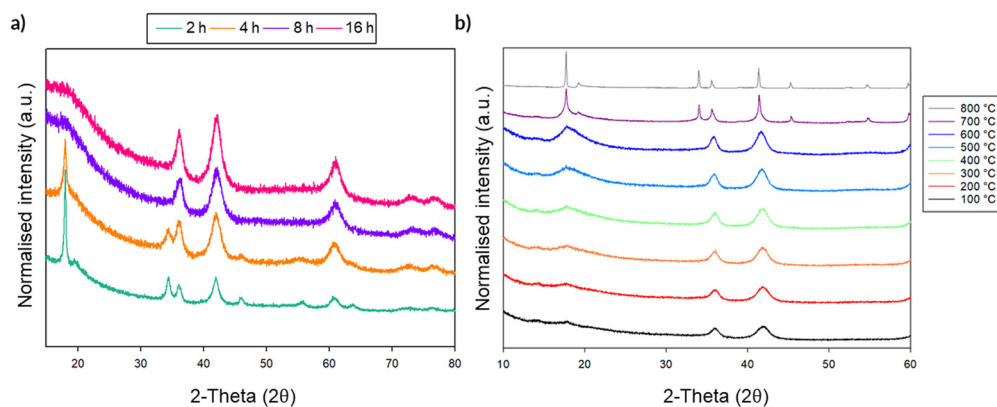 a)
2 h 4 h 8 h 16 h
Normalised intensity (a.u.)
20 30 40 50 60 70 80
2-Theta (2θ)
b)
Normalised intensity (a.u.)
10 20 30 40 50 60
2-Theta (2θ)
800 °C
700 °C
600 °C
500 °C
400 °C
300 °C
200 °C
100 °C